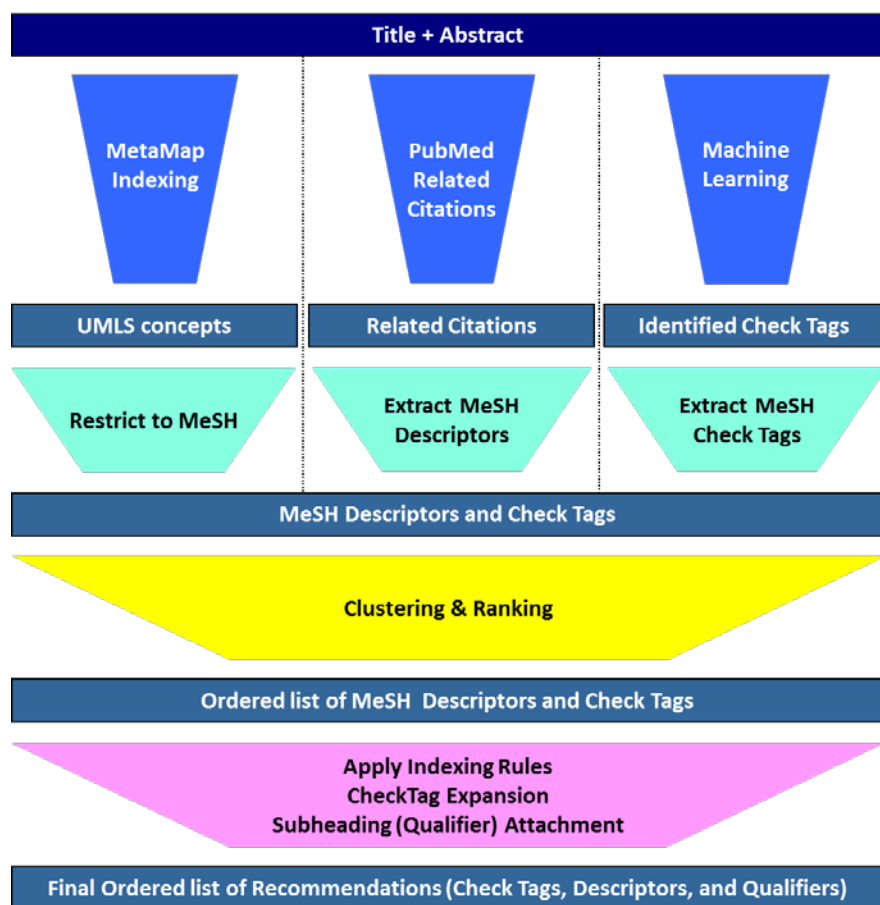 Title + Abstract
MetaMap
Indexing
PubMed
Related
Citations
Machine
Learning
UMLS concepts
Related Citations
Identified Check Tags
Restrict to MeSH
Extract MeSH
Descriptors
Extract MeSH
Check Tags
MeSH Descriptors and Check Tags
Clustering & Ranking
Ordered list of MeSH Descriptors and Check Tags
Apply Indexing Rules
CheckTag Expansion
Subheading (Qualifier) Attachment
Final Ordered list of Recommendations (Check Tags, Descriptors, and Qualifiers)